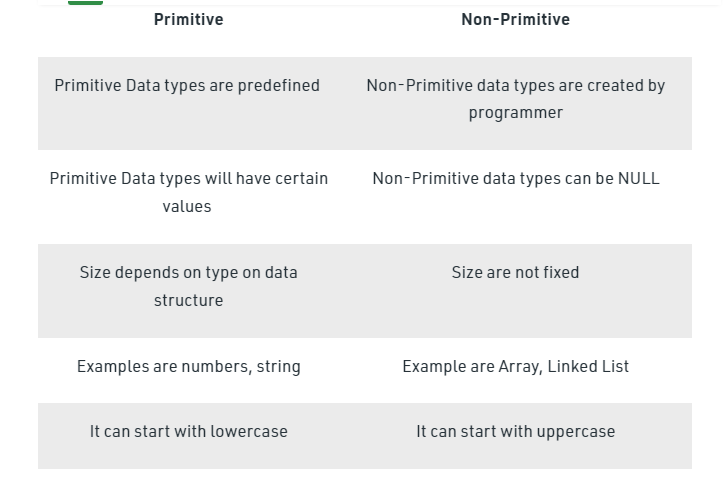 Primitive
Non-Primitive
Primitive Data types are predefined
Non-Primitive data types are created by
programmer
Primitive Data types will have certain
values
Non-Primitive data types can be NULL
Size depends on type on data
structure
Size are not fixed
Examples are numbers, string
Example are Array, Linked List
It can start with lowercase
It can start with uppercase